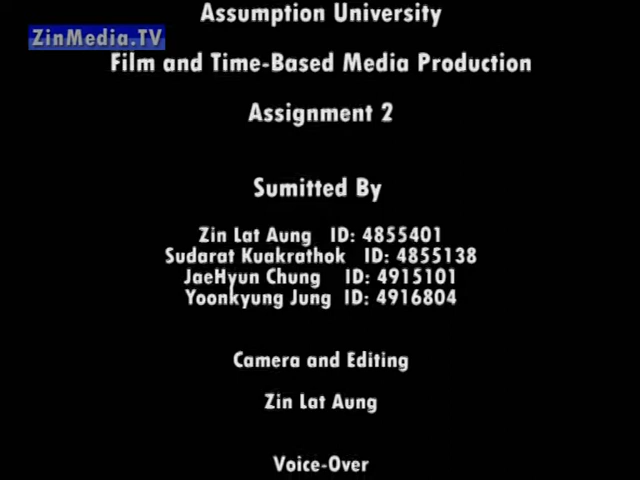 Assumption University
ZinMedia.TV
Film and Time-Based Media Production
Assignment 2
Sumitted By
Zin Lat Aung ID: 4855401
Sudarat Kuakrathok ID: 4855138
JaeHyun Chung ID: 4915101
Yoonkyung Jung ID: 4916804
Camera and Editing
Zin Lat Aung
Voice-Over